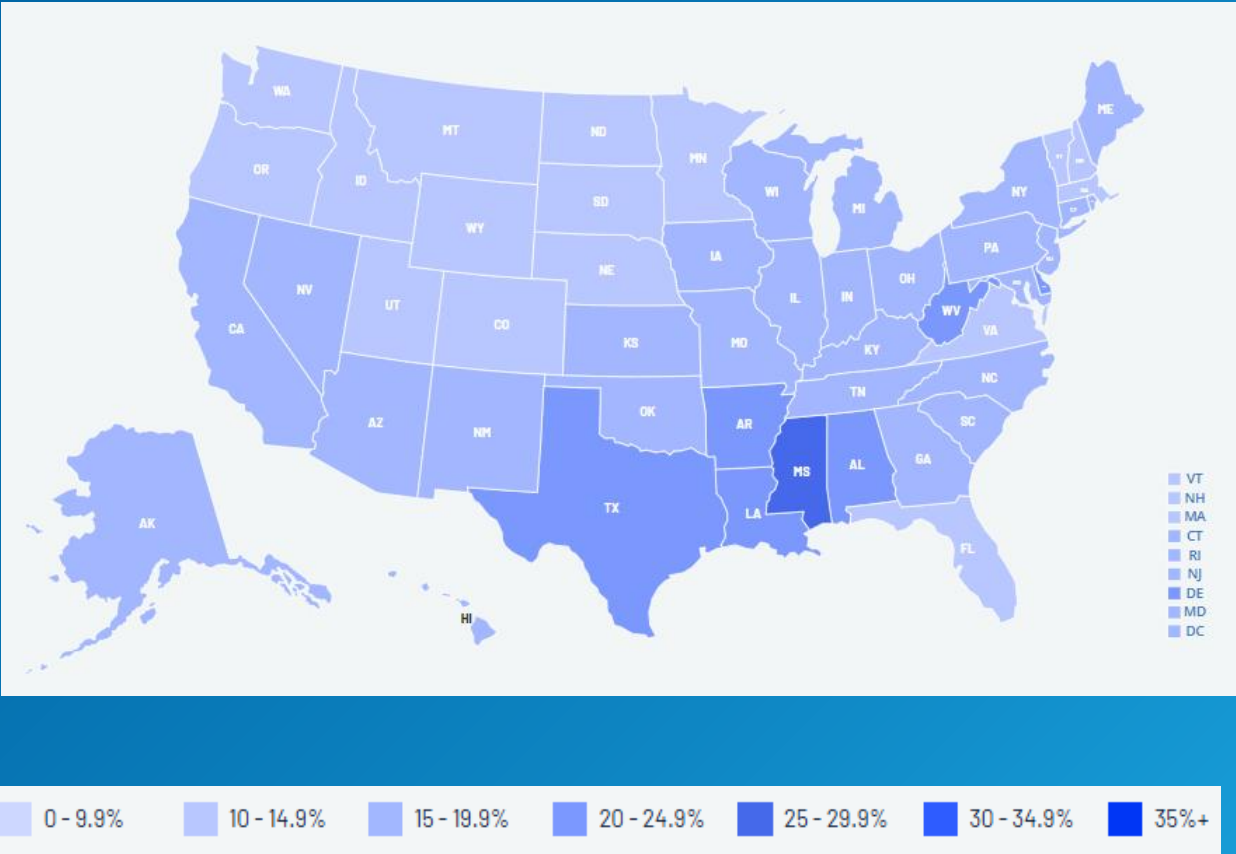 WA
MT
ND
MN
ME
OR
ID
SD
WI
MI
NY
WY
IA
PA
NE
NV
UT
CO
IL
IN
OH
WV
VA
CA
KS
MO
KY
AZ
NM
OK
TN
NC
AR
SC
MS
AL
GA
TX
LA
AK
FL
HI
VT
NH
MA
CT
RI
NJ
DE
MD
DC
0 - 9.9% 10 - 14.9% 15 - 19.9% 20 - 24.9% 25 - 29.9% 30 - 34.9% 35%+